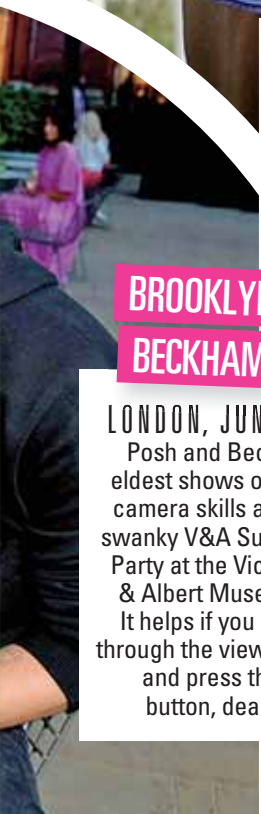 BROOKLY
BECKHAM
LONDON, JUN
Posh and Bec
eldest shows o
camera skills a
swanky V&A Su
Party at the Vic
& Albert Muse
It helps if you
through the view
and press th
button, dea